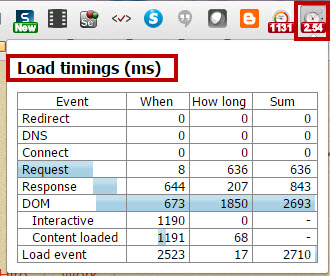 New
Se
S
1131
2.54
Load timings (ms)
Event When How long Sum
Redirect 0 0 0
DNS 0 0 0
Connect 0 0 0
Request 8 636 636
Response 644 207 843
DOM 673 1850 2693
Interactive 1190 0 -
Content loaded 1191 68 -
Load event 2523 17 2710